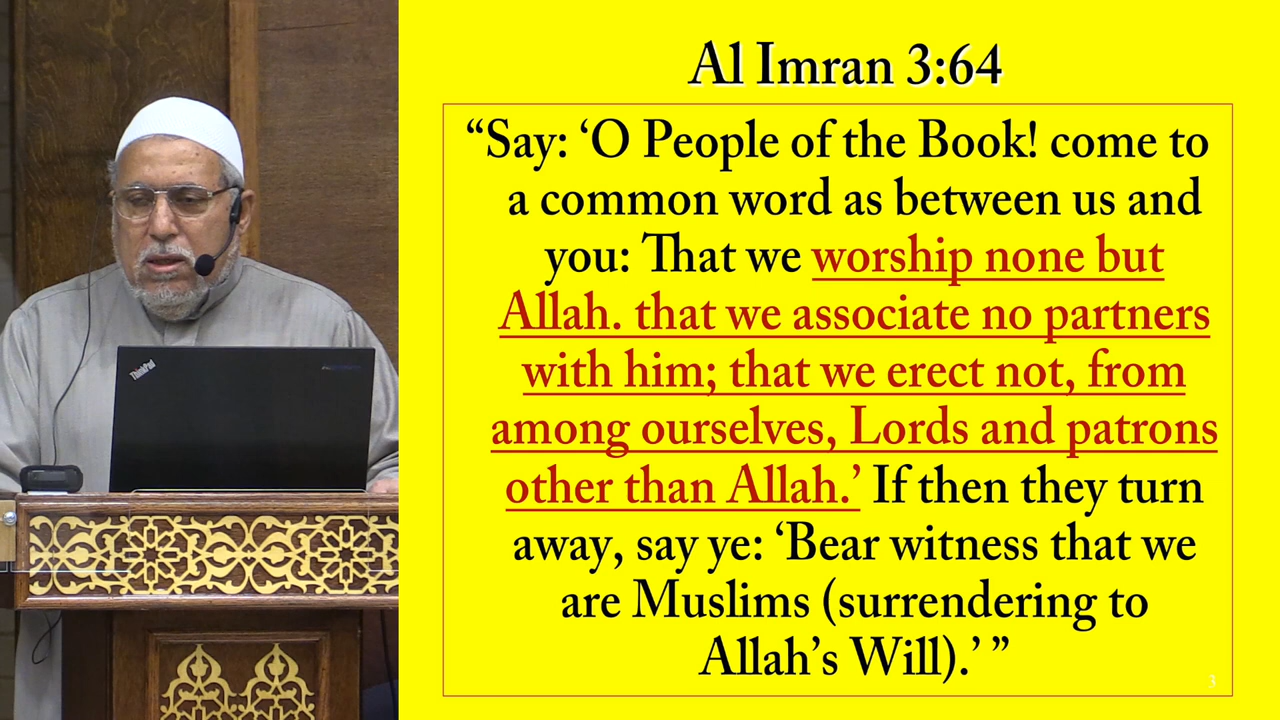 Al Imran 3:64
“Say: ‘O People of the Book! come to
a common word as between us and
you: That we worship none but
Allah. that we associate no partners
with him; that we erect not, from
among ourselves, Lords and patrons
other than Allah.’ If then they turn
away, say ye: ‘Bear witness that we
are Muslims (surrendering to
Allah’s Will).’ ”
3
ThinkPad